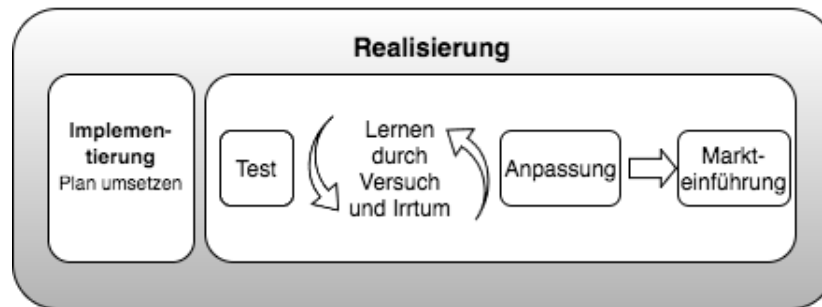 Realisierung
Implemen-
tierung
Plan umsetzen
Test
Lernen
durch
Versuch
und Irrtum
Anpassung
Markt-
einführung